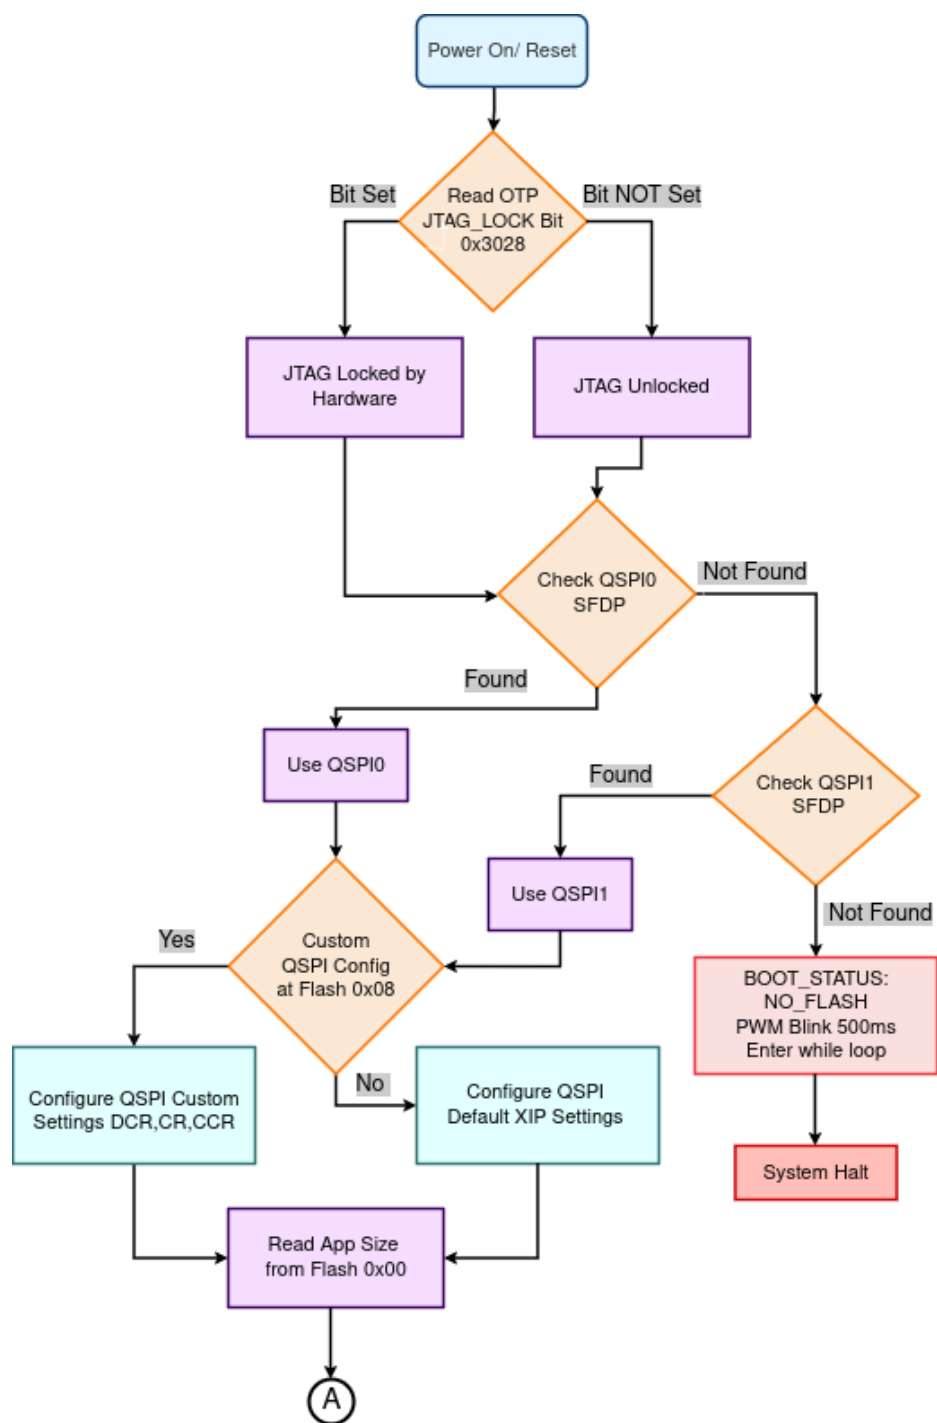 Power On/ Reset
Bit Set
Read OTP
JTAG_LOCK Bit
0x3028
Bit NOT Set
JTAG Locked by
Hardware
JTAG Unlocked
Check QSPI0
SFDP
Not Found
Found
Use QSPI0
Found
Check QSPI1
SFDP
Use QSPI1
Not Found
Yes
Custom
QSPI Config
at Flash 0x08
BOOT_STATUS:
NO_FLASH
PWM Blink 500ms
Enter while loop
No
Configure QSPI Custom
Settings DCR,CR,CCR
Configure QSPI
Default XIP Settings
System Halt
Read App Size
from Flash 0x00
A